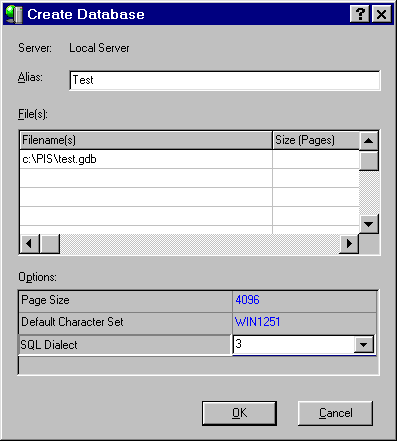 Create Database
Server: Local Server
Alias: Test
File(s):
Filename(s) Size (Pages)
c:\PIS\test.gdb
Options:
Page Size 4096
Default Character Set WIN1251
SQL Dialect 3
OK Cancel